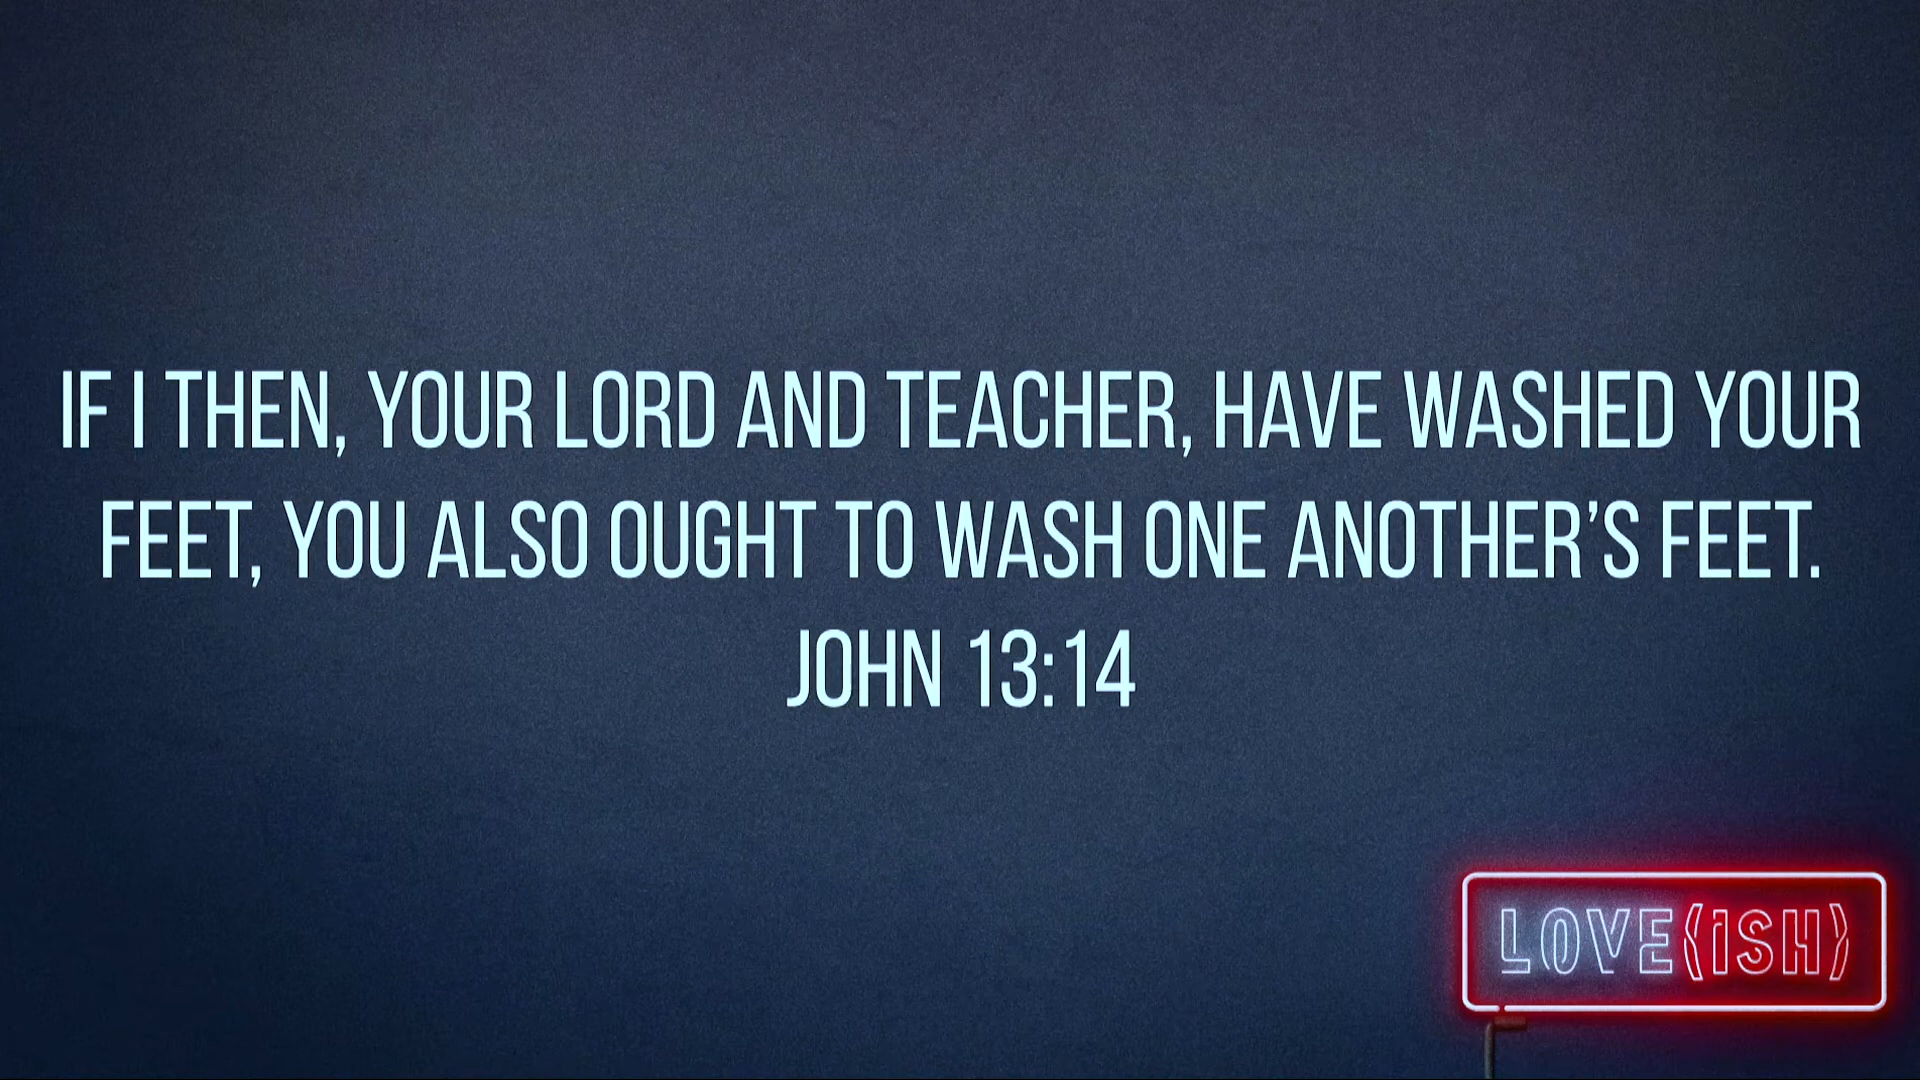 IF I THEN, YOUR LORD AND TEACHER, HAVE WASHED YOUR
FEET, YOU ALSO OUGHT TO WASH ONE ANOTHER’S FEET.
JOHN 13:14
LOVE(ISH)